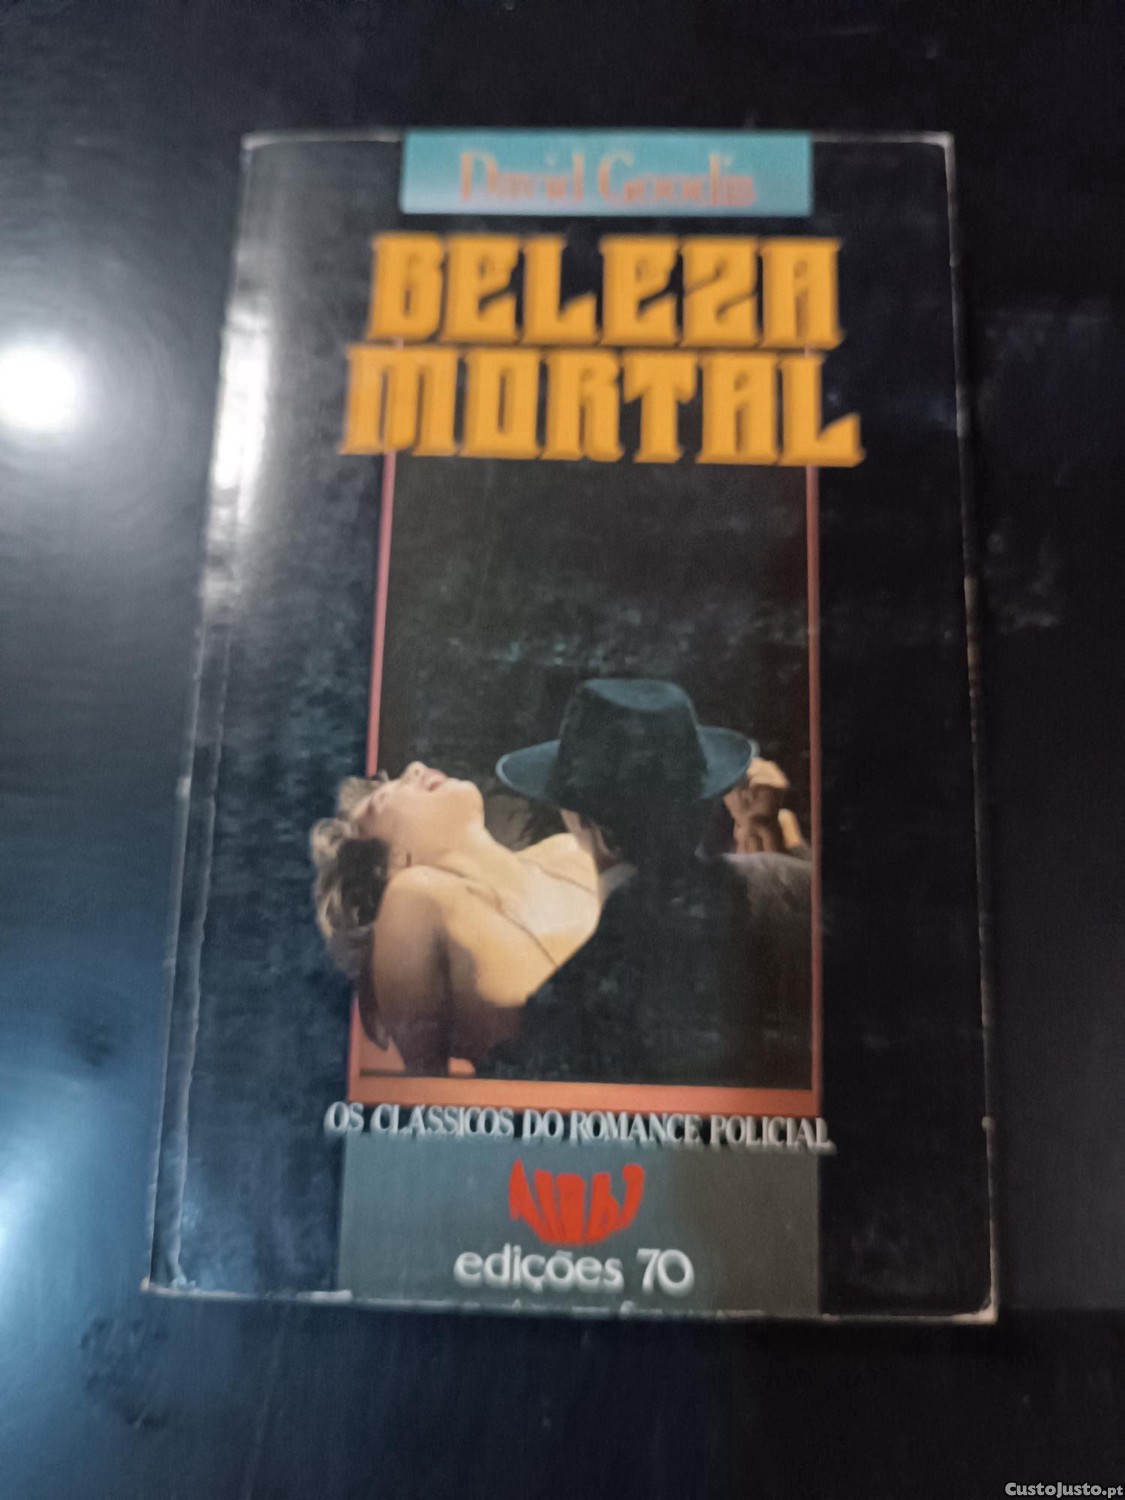 David Goodis
BELEZA
MORTAL
OS CLÁSSICOS DO ROMANCE POLICIAL
edições 70
CustoJusto.pt